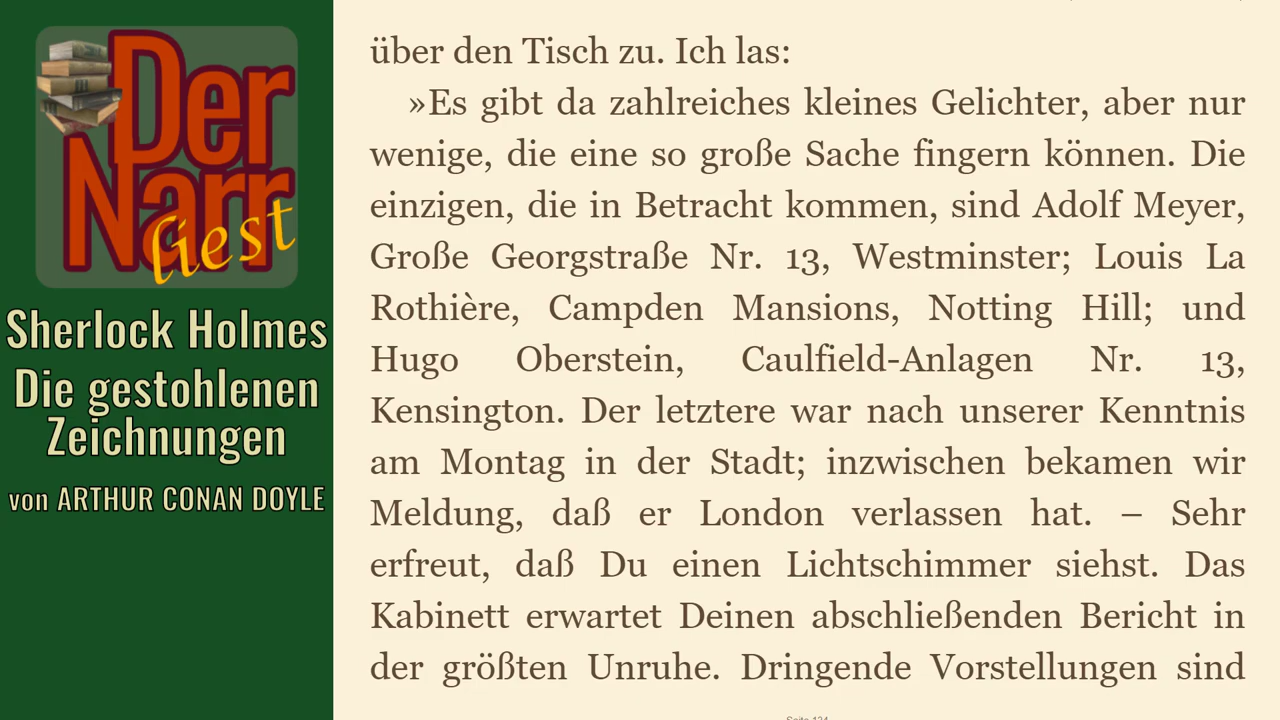 Der
Narr
liest
Sherlock Holmes
Die gestohlenen
Zeichnungen
von ARTHUR CONAN DOYLE
über den Tisch zu. Ich las:
»Es gibt da zahlreiches kleines Gelichter, aber nur
wenige, die eine so große Sache fingern können. Die
einzigen, die in Betracht kommen, sind Adolf Meyer,
Große Georgstraße Nr. 13, Westminster; Louis La
Rothière, Campden Mansions, Notting Hill; und
Hugo Oberstein, Caulfield-Anlagen Nr. 13,
Kensington. Der letztere war nach unserer Kenntnis
am Montag in der Stadt; inzwischen bekamen wir
Meldung, daß er London verlassen hat. – Sehr
erfreut, daß Du einen Lichtschimmer siehst. Das
Kabinett erwartet Deinen abschließenden Bericht in
der größten Unruhe. Dringende Vorstellungen sind